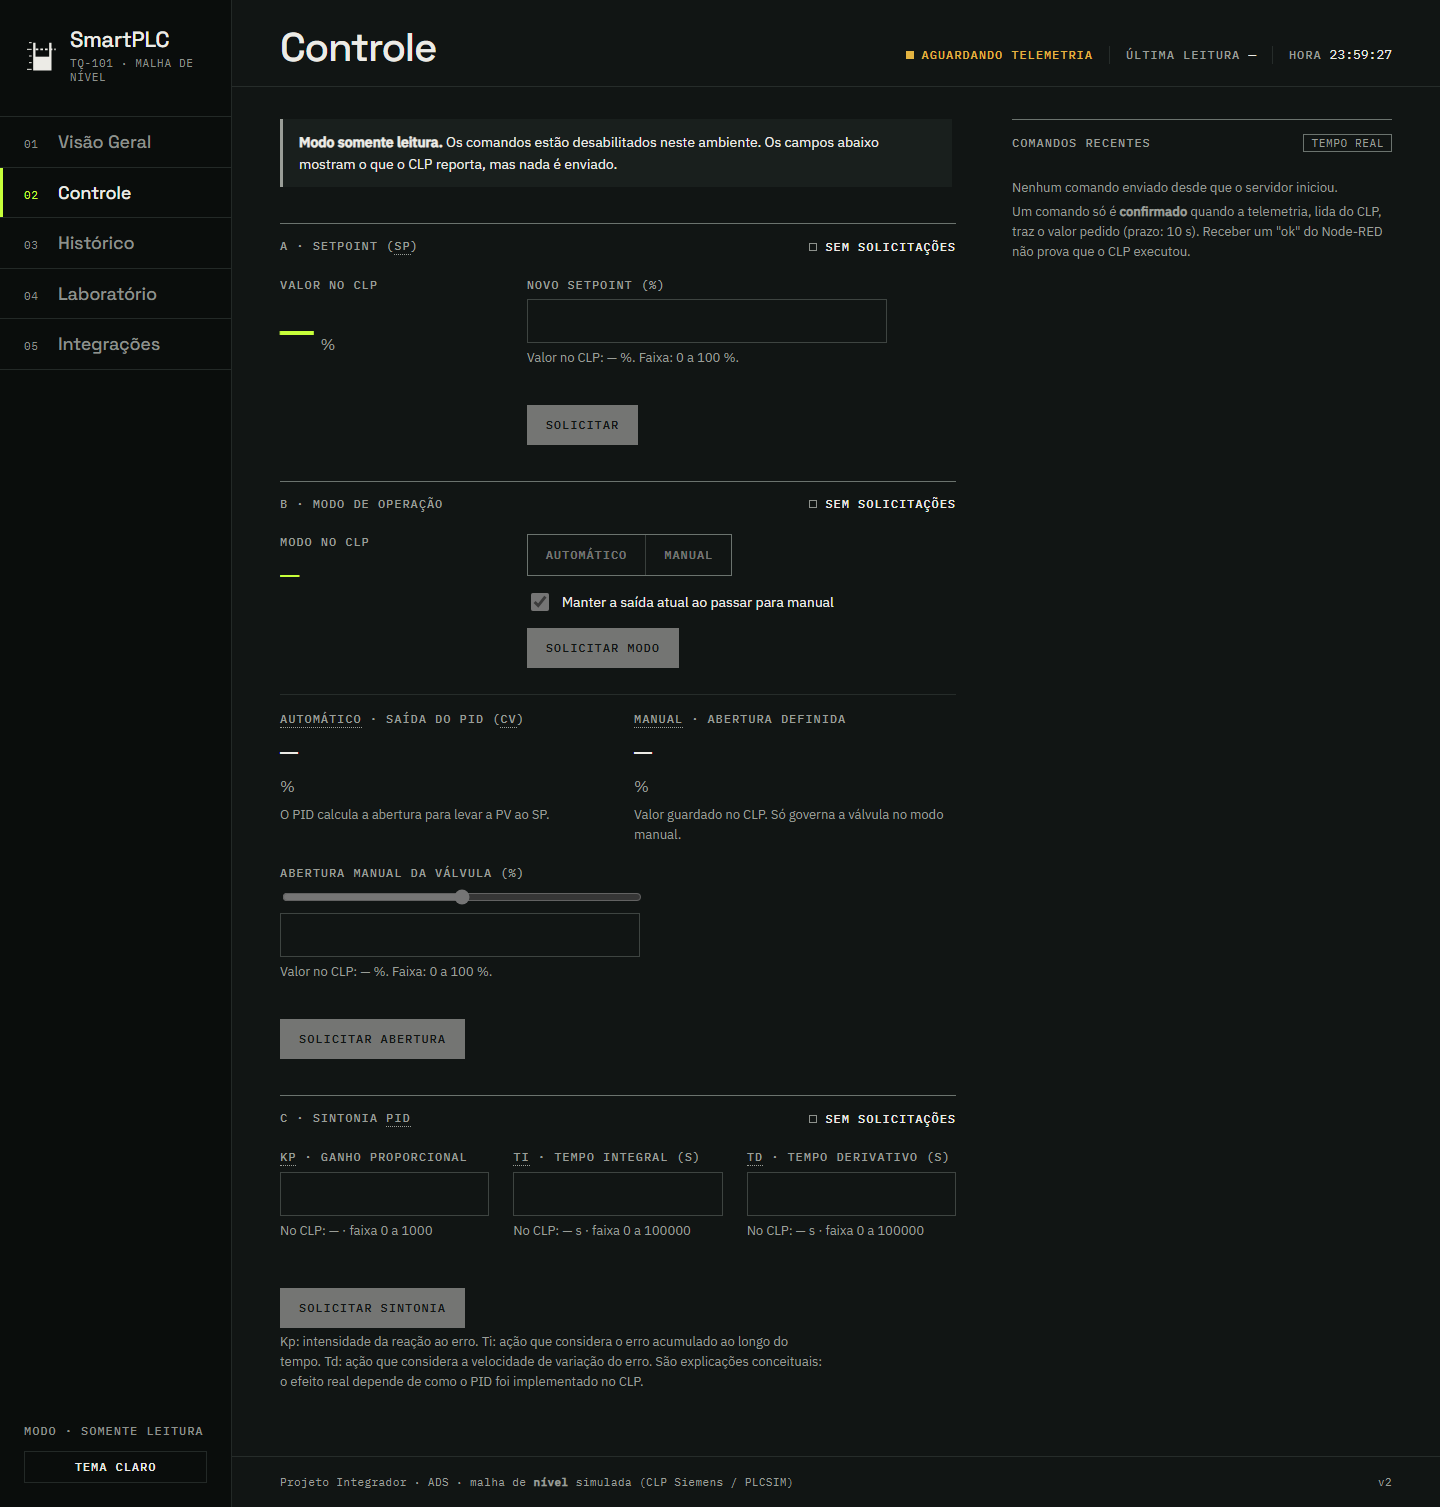 SmartPLC
TQ-101 · MALHA DE
NÍVEL
01 Visão Geral
02 Controle
03 Histórico
04 Laboratório
05 Integrações
MODO · SOMENTE LEITURA
TEMA CLARO
Controle
AGUARDANDO TELEMETRIA ÚLTIMA LEITURA — HORA 23:59:27
Modo somente leitura. Os comandos estão desabilitados neste ambiente. Os campos abaixo
mostram o que o CLP reporta, mas nada é enviado.
A · SETPOINT (SP) SEM SOLICITAÇÕES
VALOR NO CLP
— %
NOVO SETPOINT (%)
Valor no CLP: — %. Faixa: 0 a 100 %.
SOLICITAR
B · MODO DE OPERAÇÃO SEM SOLICITAÇÕES
MODO NO CLP
—
AUTOMÁTICO MANUAL
Manter a saída atual ao passar para manual
SOLICITAR MODO
AUTOMÁTICO · SAÍDA DO PID (CV)
—
%
O PID calcula a abertura para levar a PV ao SP.
MANUAL · ABERTURA DEFINIDA
—
%
Valor guardado no CLP. Só governa a válvula no modo
manual.
ABERTURA MANUAL DA VÁLVULA (%)
Valor no CLP: — %. Faixa: 0 a 100 %.
SOLICITAR ABERTURA
C · SINTONIA PID SEM SOLICITAÇÕES
KP · GANHO PROPORCIONAL
No CLP: — · faixa 0 a 1000
TI · TEMPO INTEGRAL (S)
No CLP: — s · faixa 0 a 100000
TD · TEMPO DERIVATIVO (S)
No CLP: — s · faixa 0 a 100000
SOLICITAR SINTONIA
Kp: intensidade da reação ao erro. Ti: ação que considera o erro acumulado ao longo do
tempo. Td: ação que considera a velocidade de variação do erro. São explicações conceituais:
o efeito real depende de como o PID foi implementado no CLP.
COMANDOS RECENTES TEMPO REAL
Nenhum comando enviado desde que o servidor iniciou.
Um comando só é confirmado quando a telemetria, lida do CLP,
traz o valor pedido (prazo: 10 s). Receber um "ok" do Node-RED
não prova que o CLP executou.
Projeto Integrador · ADS · malha de nível simulada (CLP Siemens / PLCSIM) v2